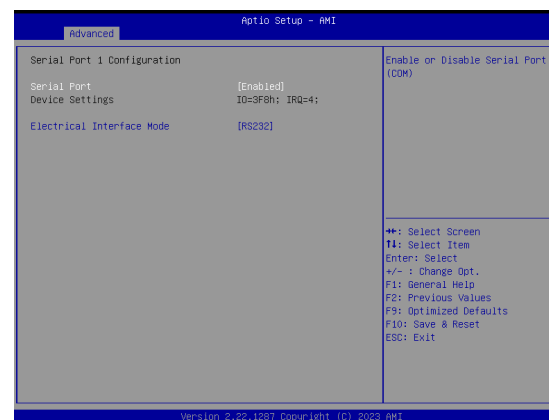 Aptio Setup - AMI
Advanced
Serial Port 1 Configuration
Serial Port [Enabled]
Device Settings IO=3F8h; IRQ=4;
Electrical Interface Mode [RS232]
Enable or Disable Serial Port
(COM)
→←: Select Screen
↑↓: Select Item
Enter: Select
+/- : Change Opt.
F1: General Help
F2: Previous Values
F9: Optimized Defaults
F10: Save & Reset
ESC: Exit
Version 2.22.1287 Copyright (C) 2023 AMI